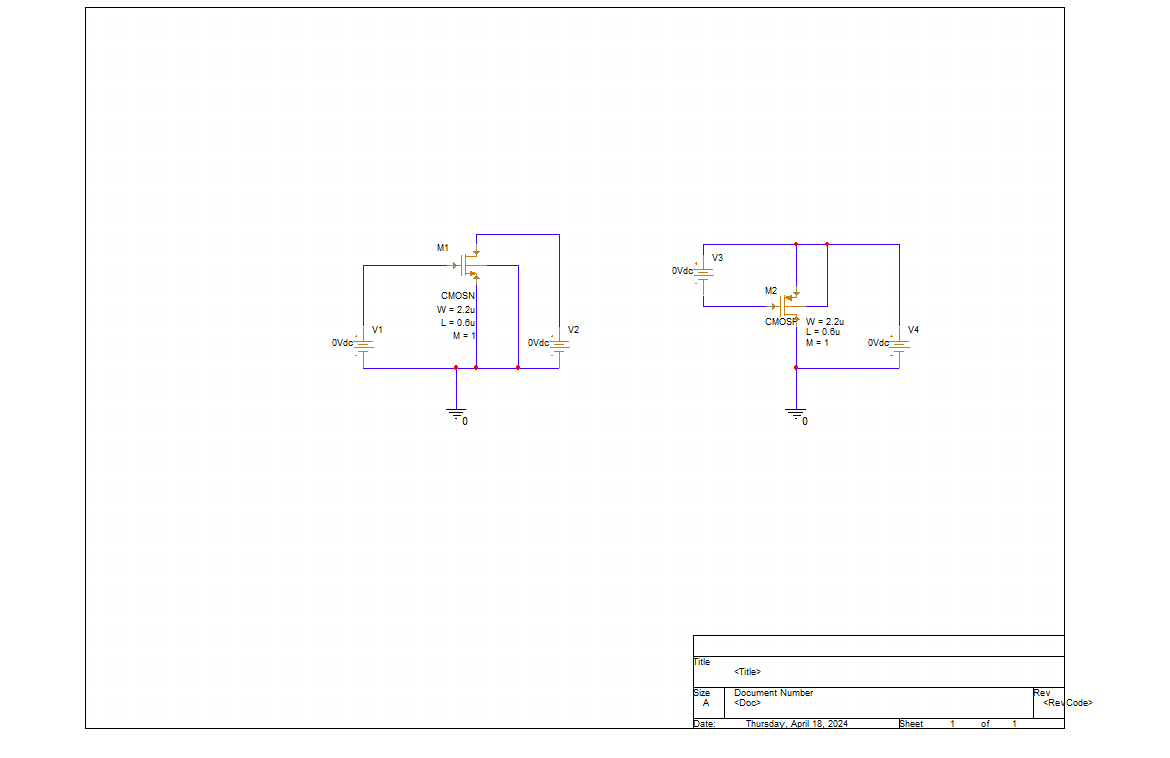 M1
CMOSN
W = 2.2u
L = 0.6u
M = 1
V1
0Vdc
V2
0Vdc
0
V3
0Vdc
M2
CMOSP
W = 2.2u
L = 0.6u
M = 1
V4
0Vdc
0
Title
<Title>
Size
A
Document Number
<Doc>
Rev
<RevCode>
Date:
Thursday, April 18, 2024
Sheet 1 of 1